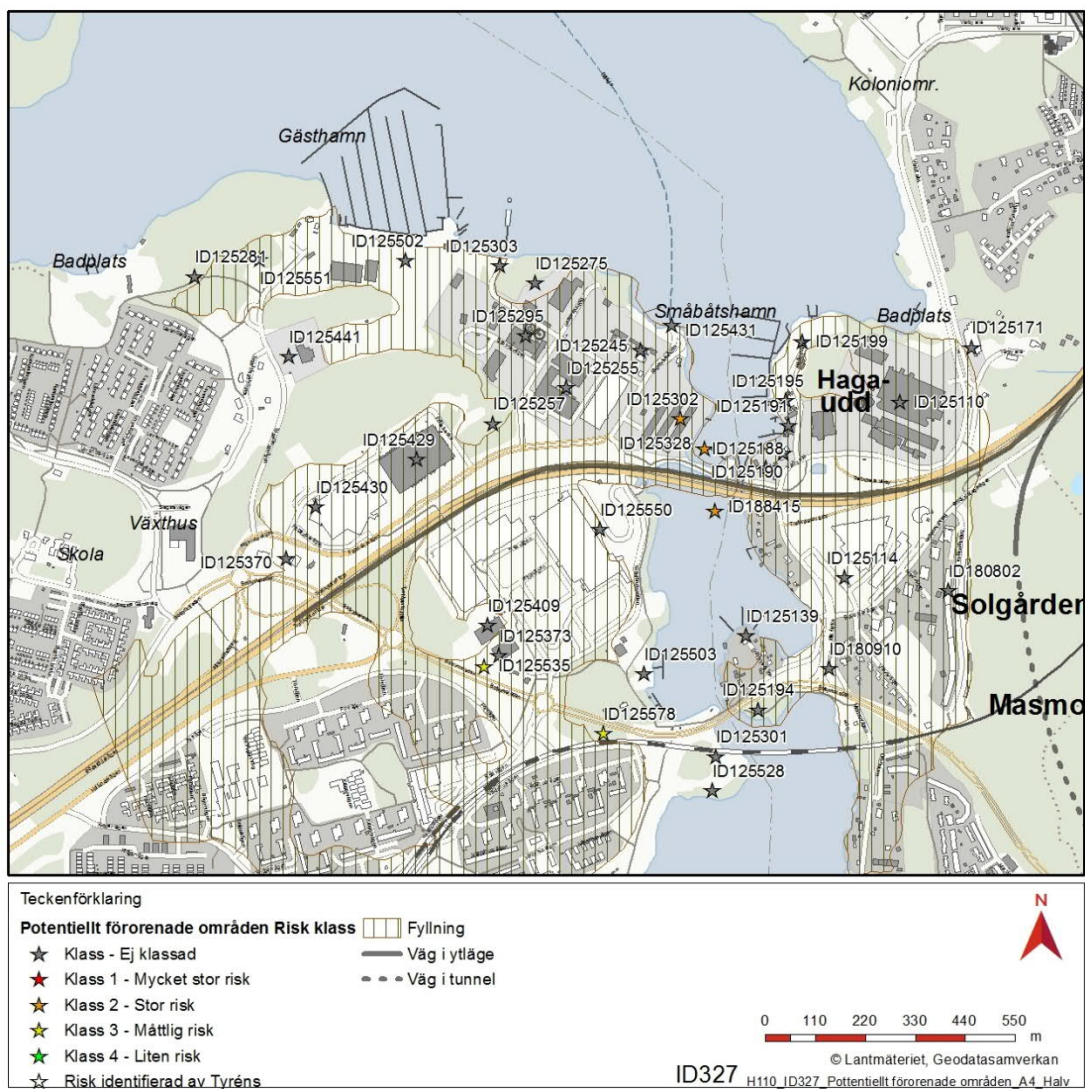 Koloniomr.
Gästhamn
ID125502
ID125303
Badplats
ID125281
ID125551
ID125275
Småbåtshamn
Badplats
ID125295
ID125431
ID125171
ID125441
ID125245
ID125199
ID125255
Haga-
udd
ID125195
ID125302
ID125191
ID125110
ID125257
ID125328
ID125188
ID125429
ID125190
ID125430
ID188415
Växthus
ID125550
Skola
ID125370
ID125114
ID180802
Solgården
ID125409
ID125139
ID125373
ID125535
ID125503
ID180910
ID125194
Masmo
ID125578
ID125301
ID125528
Teckenförklaring
Potentiellt förorenade områden Risk klass
Klass - Ej klassad
Klass 1 - Mycket stor risk
Klass 2 - Stor risk
Klass 3 - Måttlig risk
Klass 4 - Liten risk
Risk identifierad av Tyréns
Fyllning
Väg i ytläge
Väg i tunnel
N
0 110 220 330 440 550
m
© Lantmäteriet, Geodatasamverkan
ID327 H110_ID327_Pottentiellt förorenade områden_A4_Halv